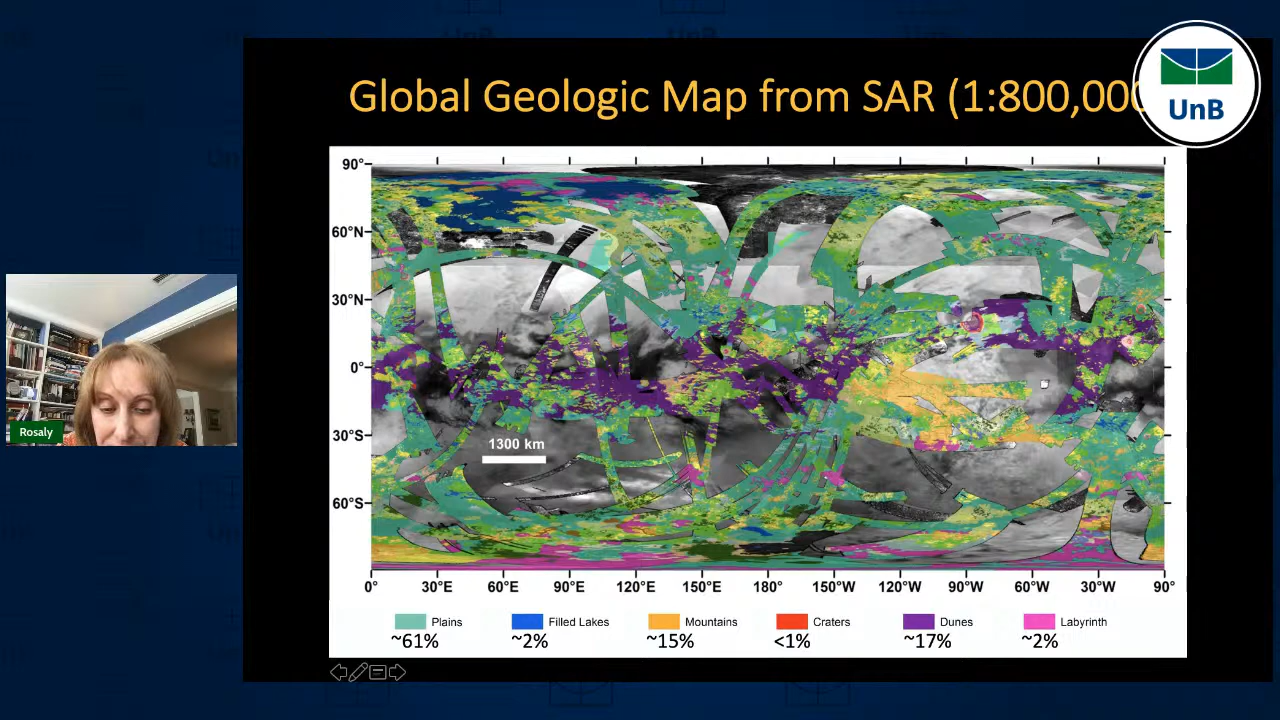 Global Geologic Map from SAR (1:800,000
UnB
90°
60°N
30°N
0°
30°S
60°S
1300 km
0° 30°E 60°E 90°E 120°E 150°E 180° 150°W 120°W 90°W 60°W 30°W 90°
Plains Filled Lakes Mountains Craters Dunes Labyrinth
~61% ~2% ~15% <1% ~17% ~2%
Rosaly